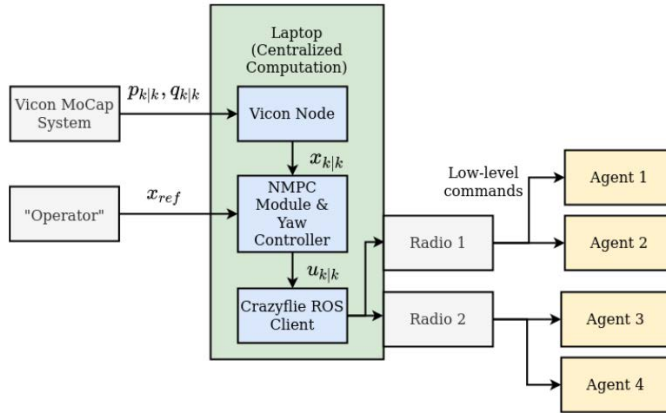 Laptop
(Centralized
Computation)
Vicon MoCap
System
p_{k|k}, q_{k|k}
Vicon Node
x_{k|k}
"Operator"
x_{ref}
NMPC
Module &
Yaw
Controller
u_{k|k}
Crazyflie ROS
Client
Radio 1
Radio 2
Low-level
commands
Agent 1
Agent 2
Agent 3
Agent 4